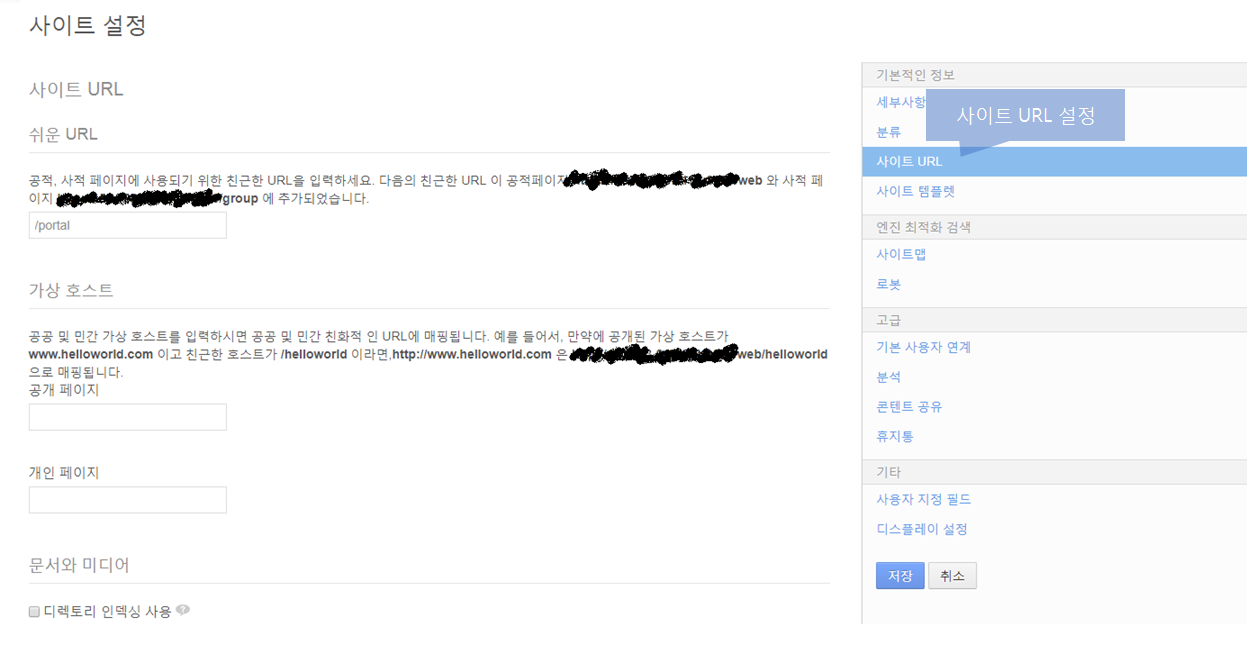 사이트 설정
사이트 URL
쉬운 URL
공적, 사적 페이지에 사용되기 위한 친근한 URL을 입력하세요. 다음의 친근한 URL 이 공적페이지 web 와 사적 페
이지 /group 에 추가되었습니다.
/portal
가상 호스트
공공 및 민간 가상 호스트를 입력하시면 공공 및 민간 친화적 인 URL에 매핑됩니다. 예를 들어서, 만약에 공개된 가상 호스트가
www.helloworld.com 이고 친근한 호스트가 /helloworld 이라면,http://www.helloworld.com 은 web/helloworld
으로 매핑됩니다.
공개 페이지
개인 페이지
문서와 미디어
디렉토리 인덱싱 사용 ?
기본적인 정보
세부사항
사이트 URL 설정
분류
사이트 URL
사이트 템플렛
엔진 최적화 검색
사이트맵
로봇
고급
기본 사용자 연계
분석
콘텐트 공유
휴지통
기타
사용자 지정 필드
디스플레이 설정
저장 취소